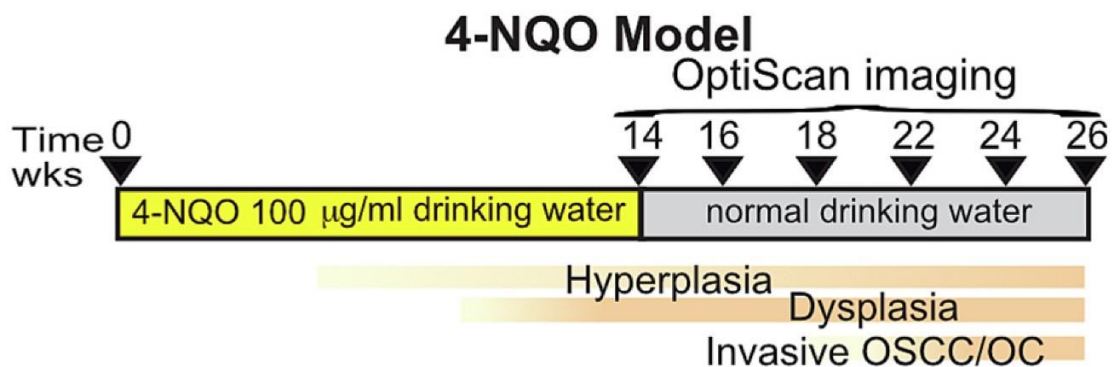 4-NQO Model
OptiScan imaging
Time 0 14 16 18 22 24 26
wks
4-NQO 100 μg/ml drinking water normal drinking water
Hyperplasia
Dysplasia
Invasive OSCC/OC